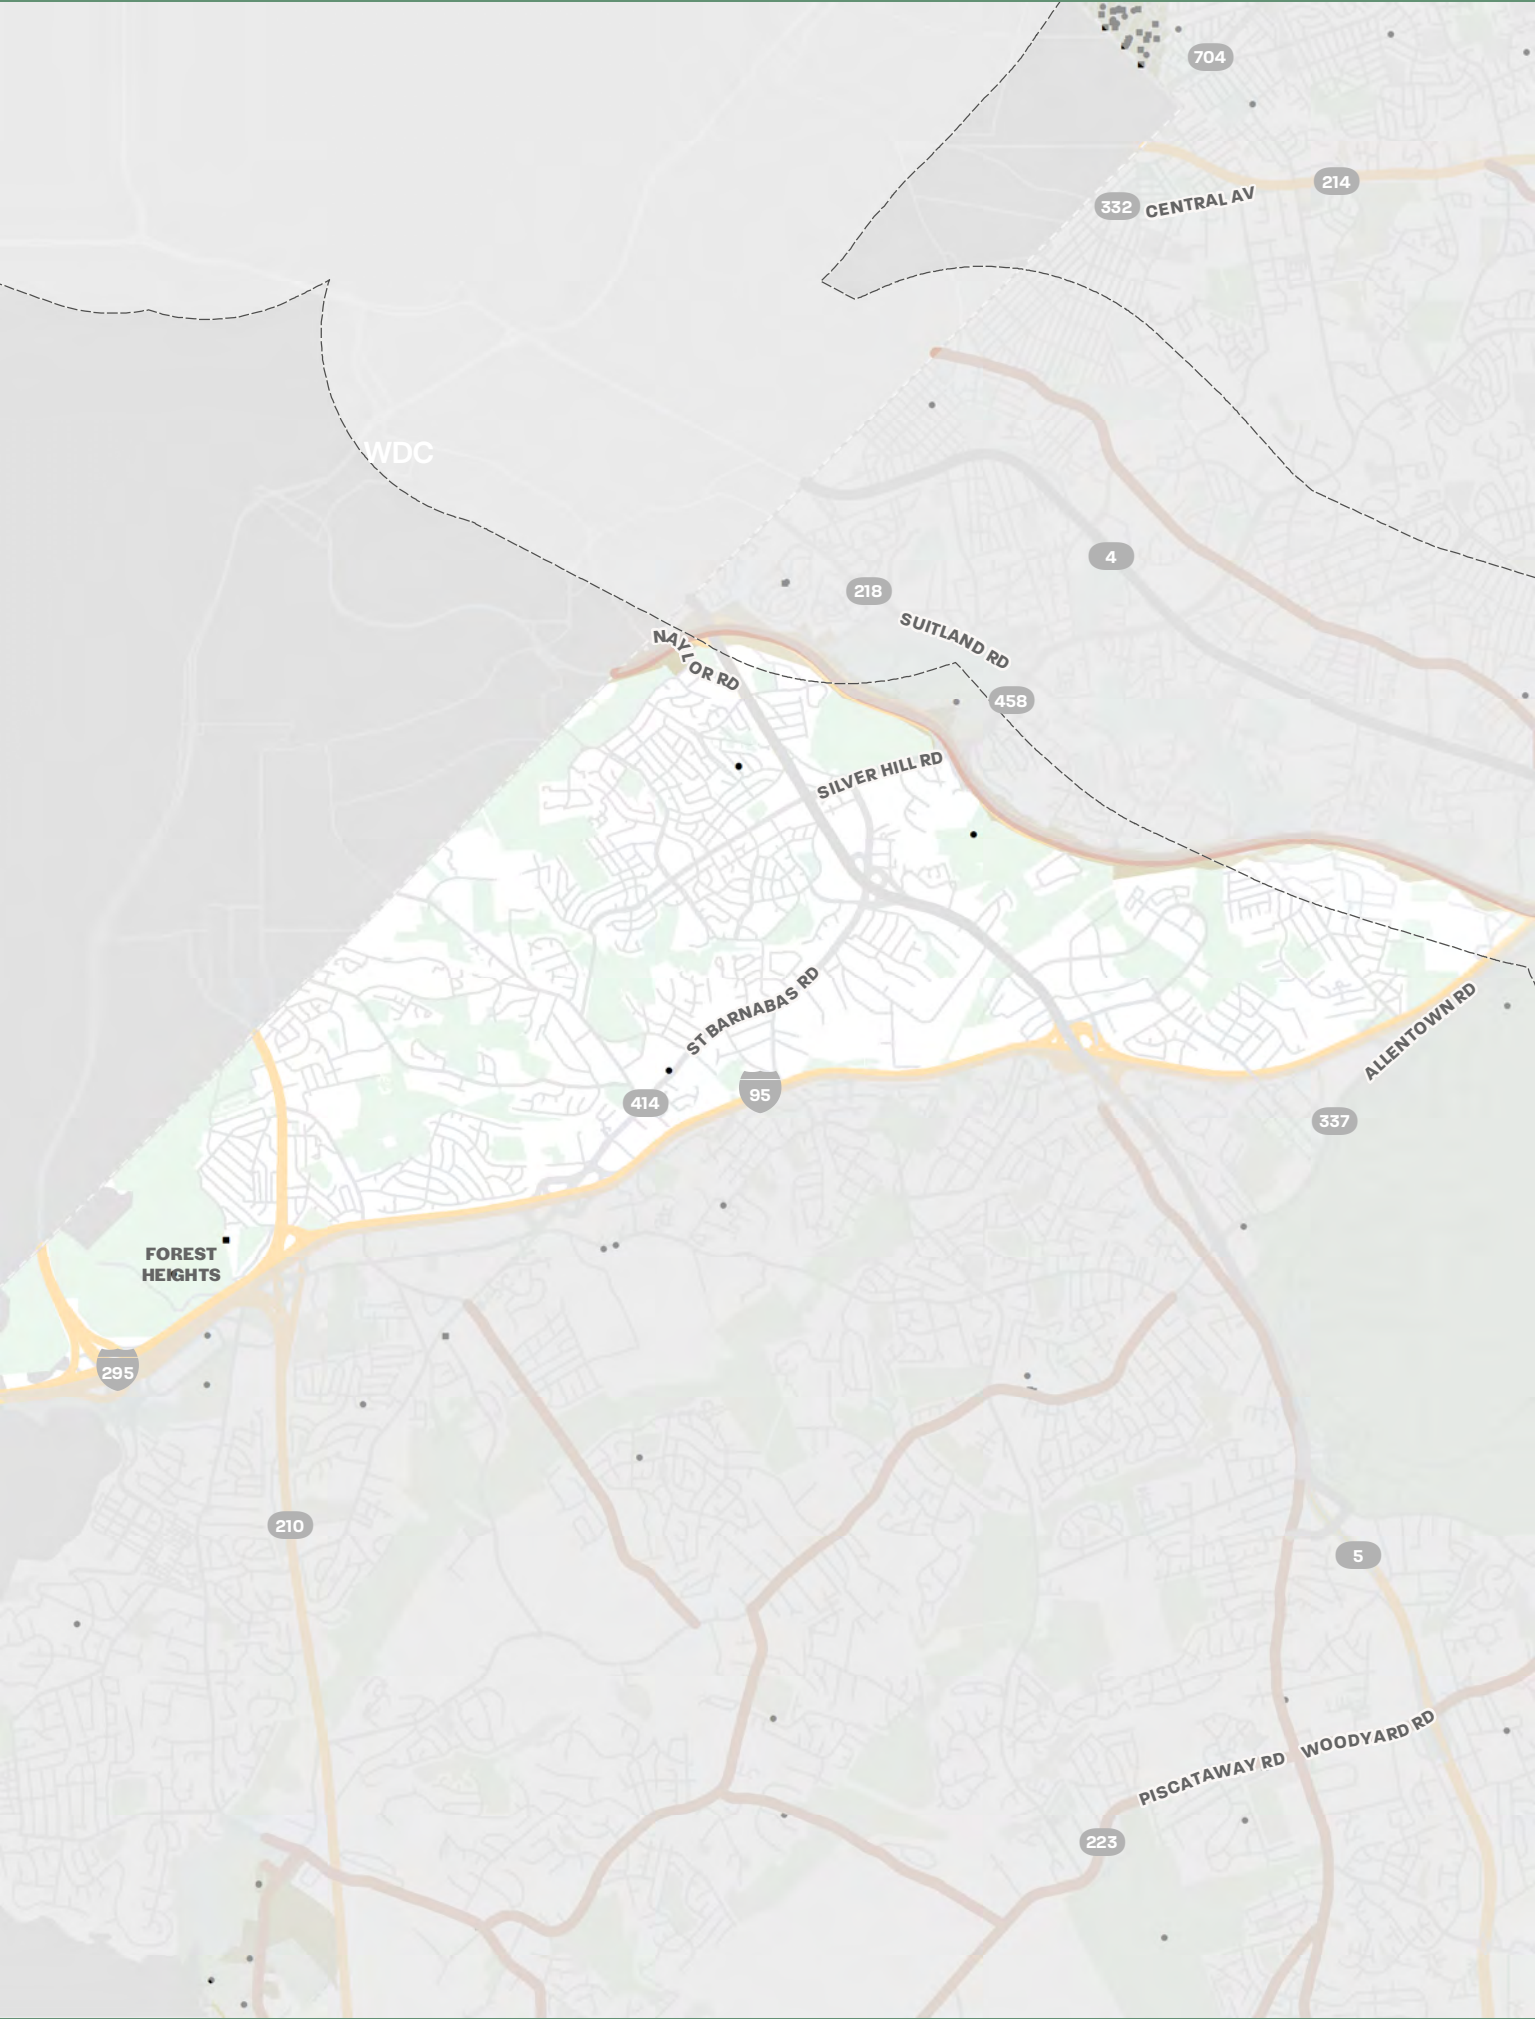 704
214
332
CENTRAL AV
WDC
4
218
SUITLAND RD
NAYLOR RD
458
SILVER HILL RD
ST BARNABAS RD
ALLENTOWN RD
95
414
337
FOREST
HEIGHTS
295
210
5
WOODYARD RD
PISCATAWAY RD
223